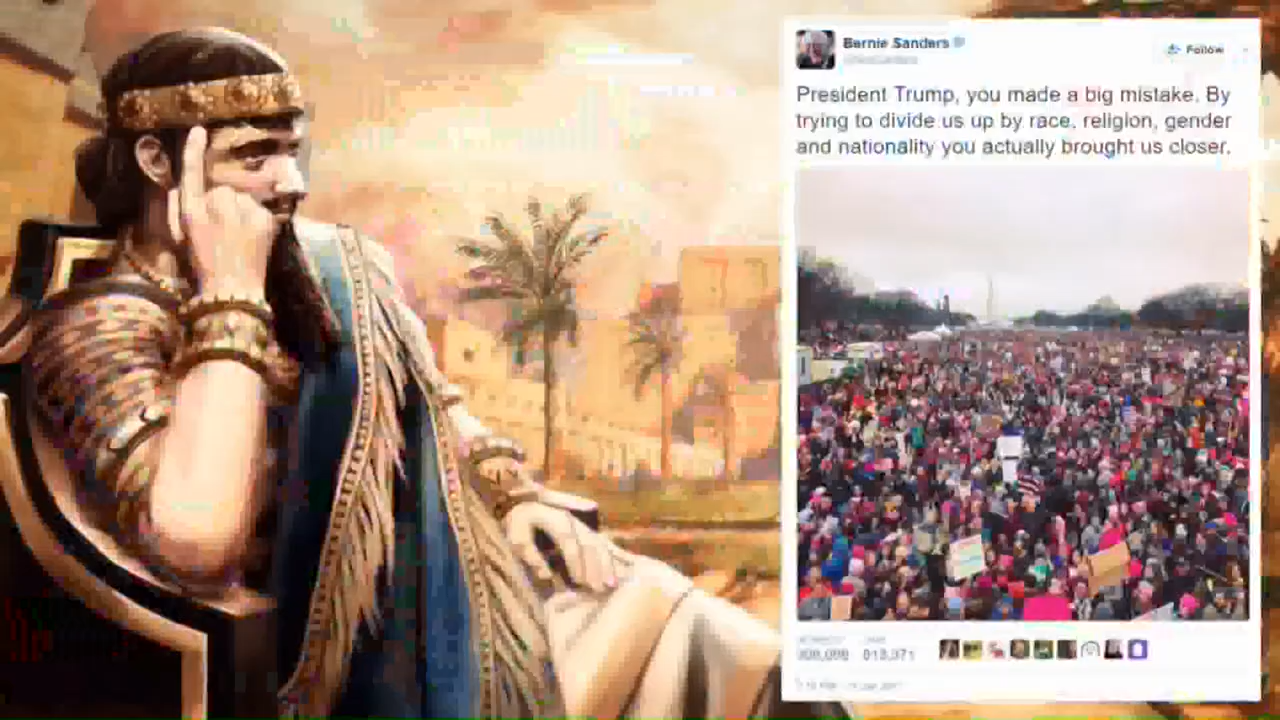 Bernie Sanders
Follow
President Trump, you made a big mistake. By
trying to divide us up by race, religion, gender
and nationality you actually brought us closer.